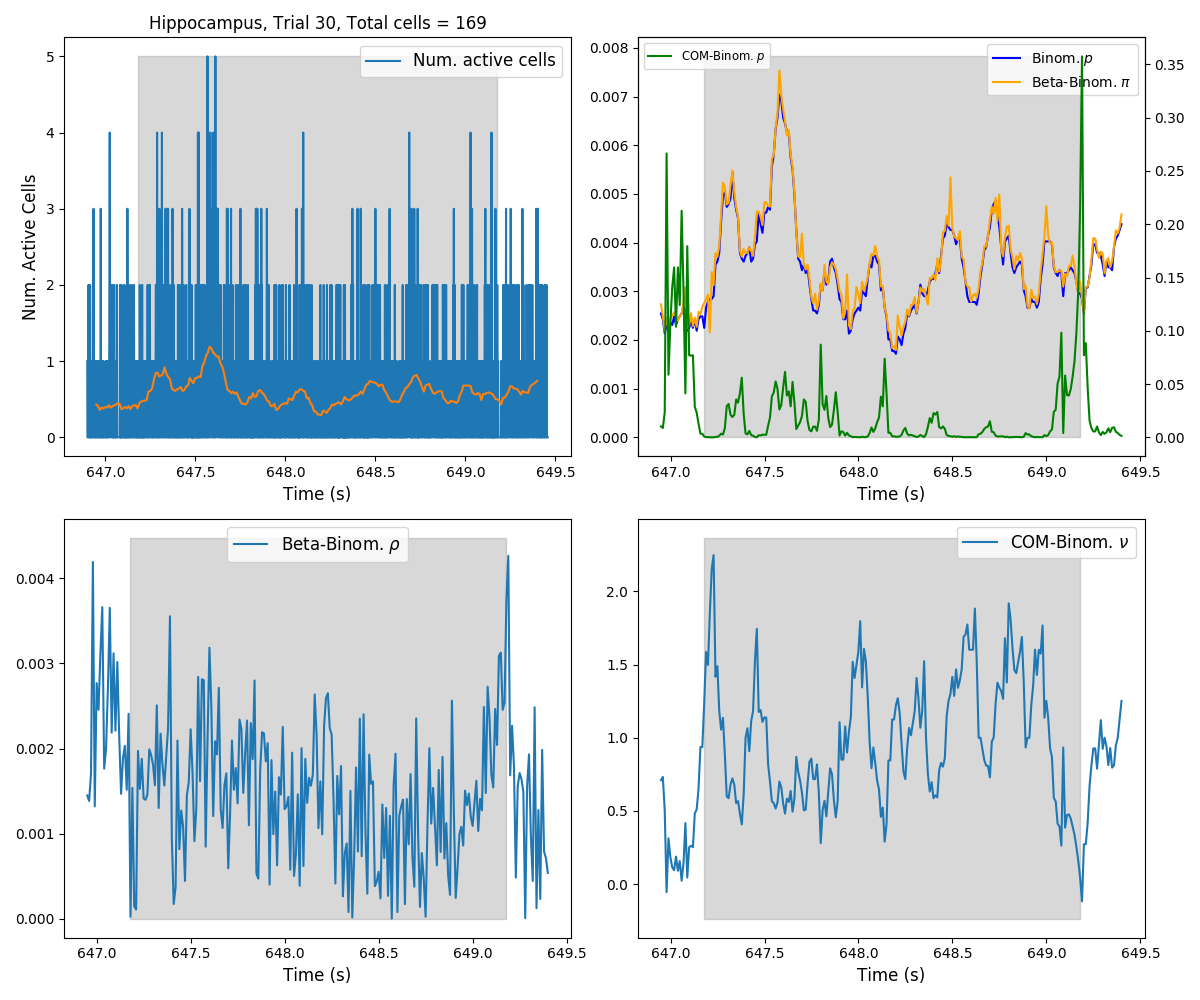 Hippocampus, Trial 30, Total cells = 169
Num. active cells
Num. Active Cells
5
4
3
2
1
0
647.0 647.5 648.0 648.5 649.0 649.5
Time (s)
COM-Binom. p
Binom. p
Beta-Binom. π
0.008
0.007
0.006
0.005
0.004
0.003
0.002
0.001
0.000
0.35
0.30
0.25
0.20
0.15
0.10
0.05
0.00
647.0 647.5 648.0 648.5 649.0 649.5
Time (s)
Beta-Binom. ρ
0.004
0.003
0.002
0.001
0.000
647.0 647.5 648.0 648.5 649.0 649.5
Time (s)
COM-Binom. ν
2.0
1.5
1.0
0.5
0.0
647.0 647.5 648.0 648.5 649.0 649.5
Time (s)